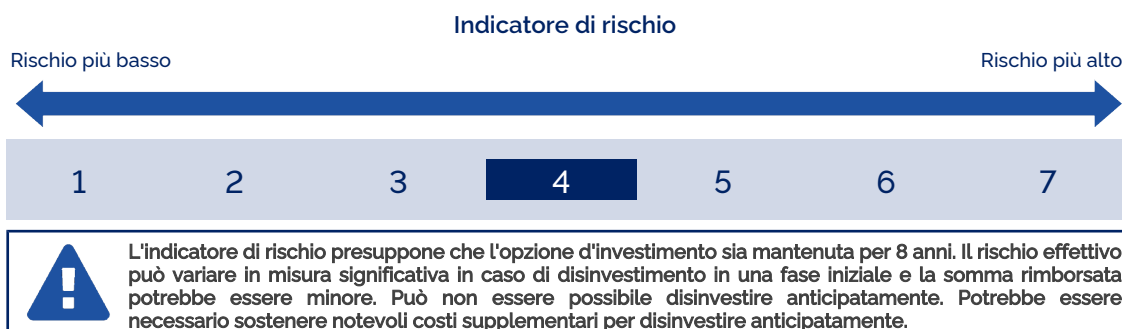 Indicatore di rischio
Rischio più basso
Rischio più alto
1 2 3 4 5 6 7
L'indicatore di rischio presuppone che l'opzione d'investimento sia mantenuta per 8 anni. Il rischio effettivo
può variare in misura significativa in caso di disinvestimento in una fase iniziale e la somma rimborsata
potrebbe essere minore. Può non essere possibile disinvestire anticipatamente. Potrebbe essere
necessario sostenere notevoli costi supplementari per disinvestire anticipatamente.